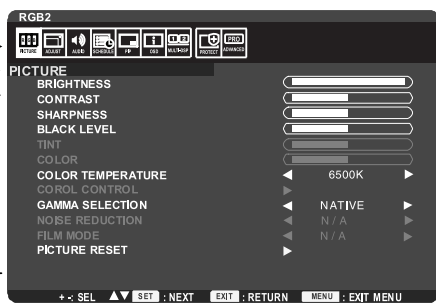 RGB2
PICTURE ADJUST AUDIO SCHEDULE PIP OSD MULTI-DSP PROTECT PRO ADVANCED
PICTURE
BRIGHTNESS
CONTRAST
SHARPNESS
BLACK LEVEL
TINT
COLOR
COLOR TEMPERATURE 6500K
COROL CONTROL
GAMMA SELECTION NATIVE
NOISE REDUCTION N / A
FILM MODE N / A
PICTURE RESET
+ -: SEL ▲▼ SET : NEXT EXIT : RETURN MENU : EXIT MENU